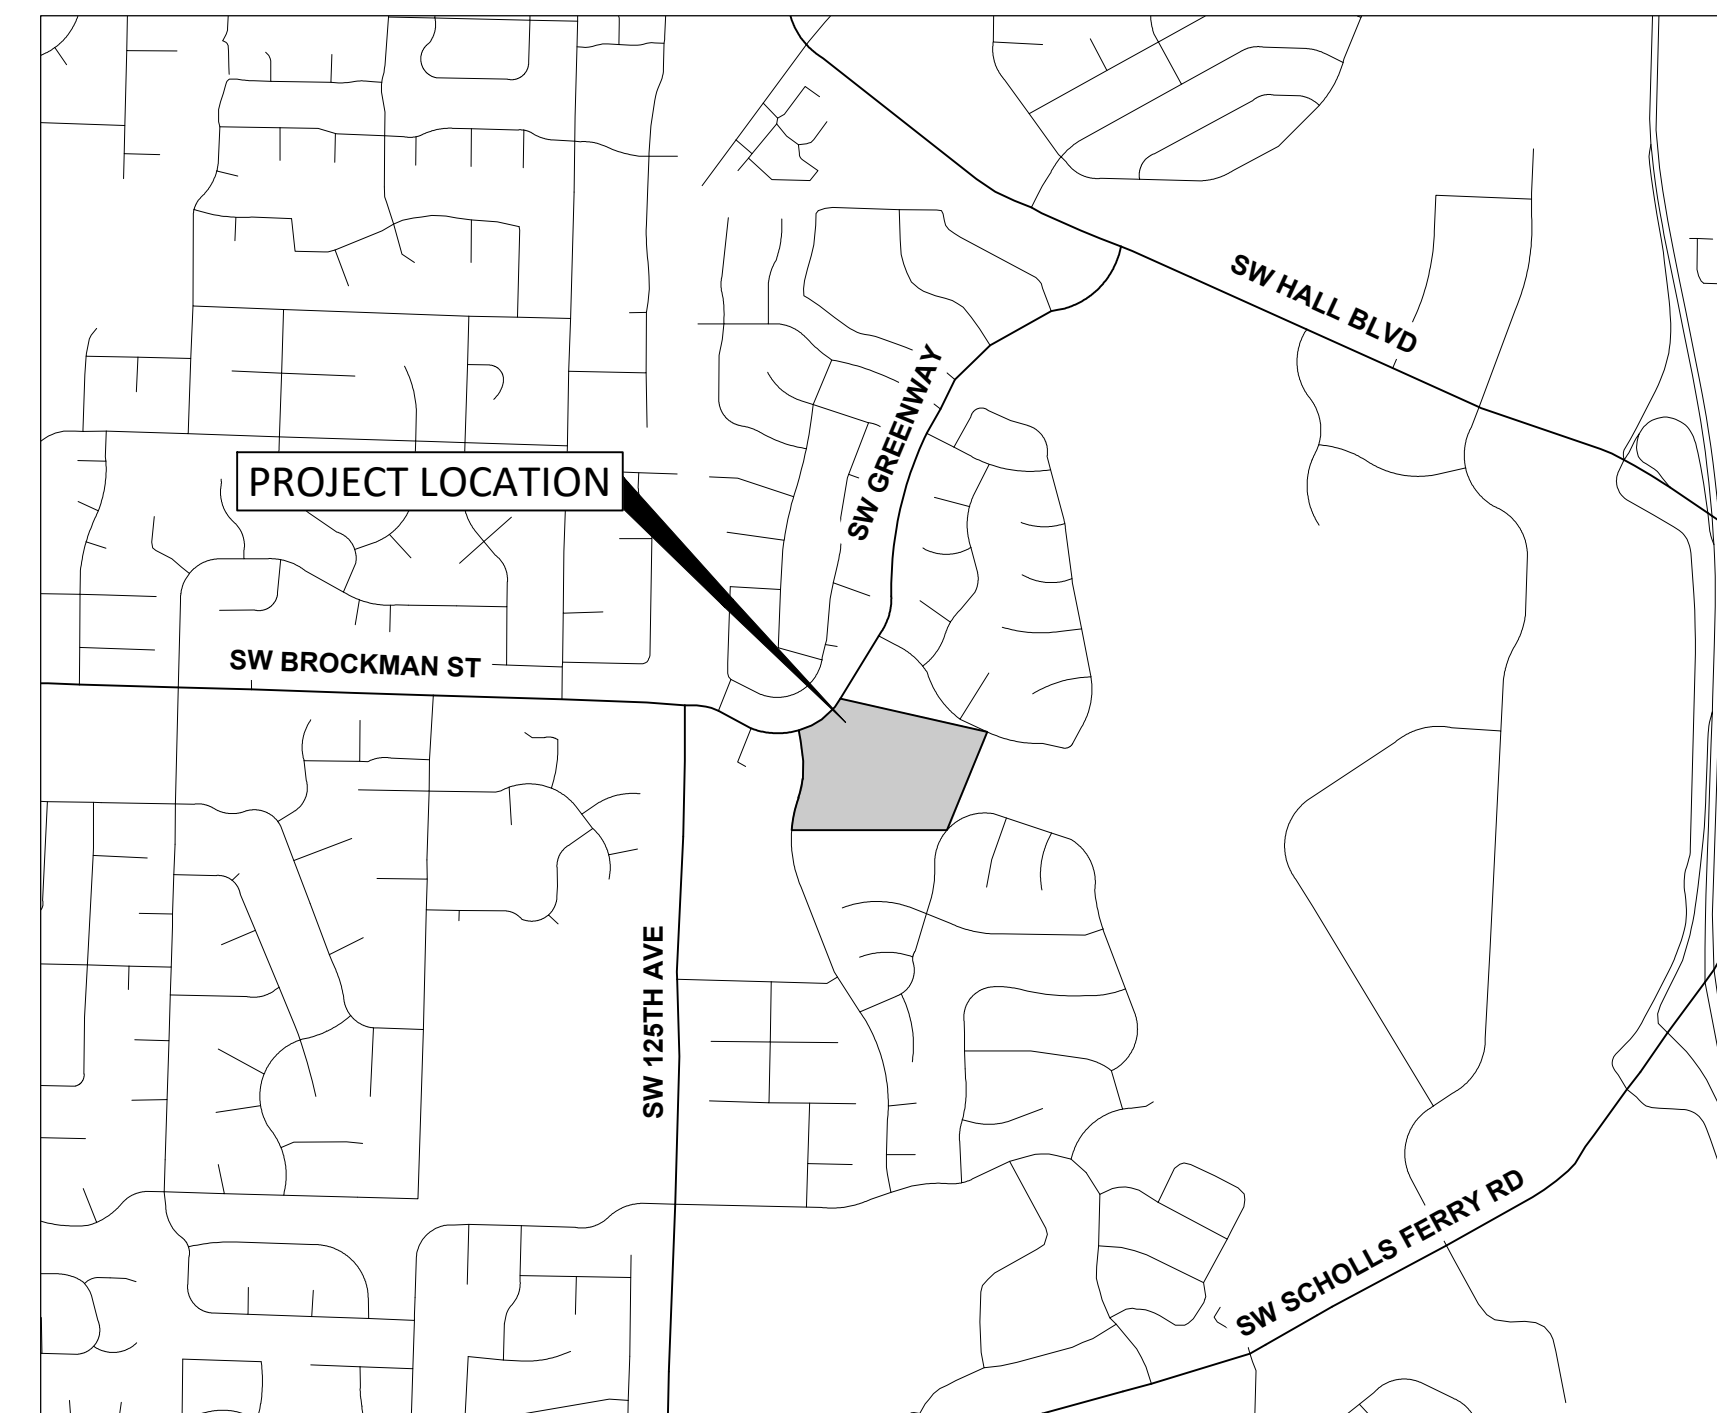 SW HALL BLVD
SW GREENWAY
PROJECT LOCATION
SW BROCKMAN ST
SW 125TH AVE
SW SCHOLLS FERRY RD